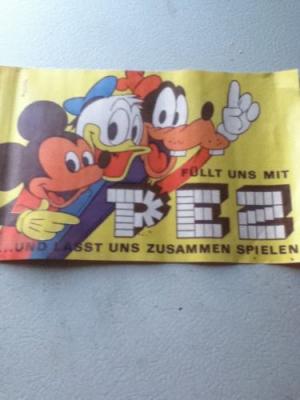 FÜLLT UNS MIT
PEZ
...UND LASST UNS ZUSAMMEN SPIELEN